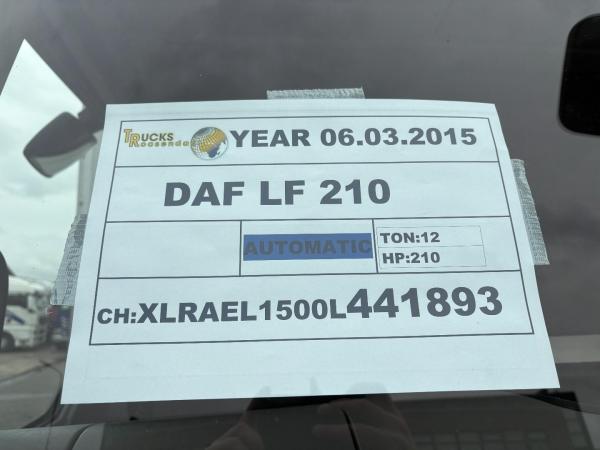 TRUCKS
Roosendaal YEAR 06.03.2015
DAF LF 210
AUTOMATIC
TON:12
HP:210
CH:XLRAEL1500L441893